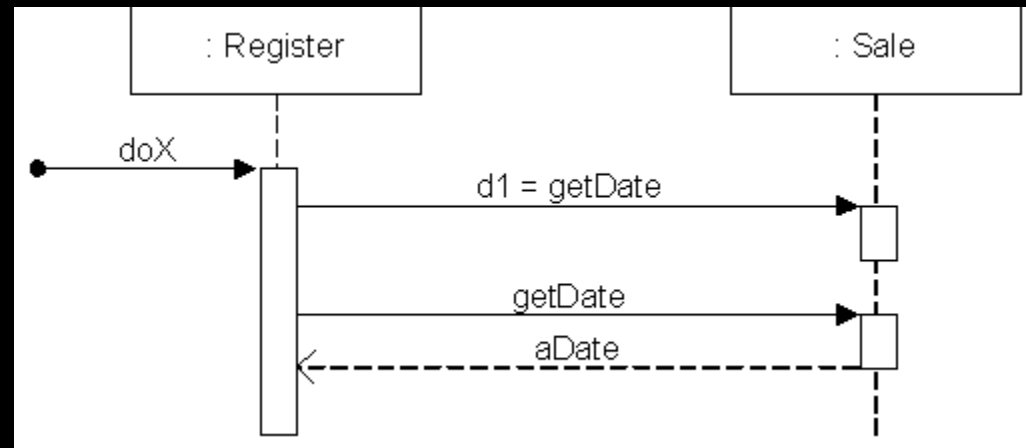 : Register
: Sale
doX
d1 = getDate
getDate
aDate